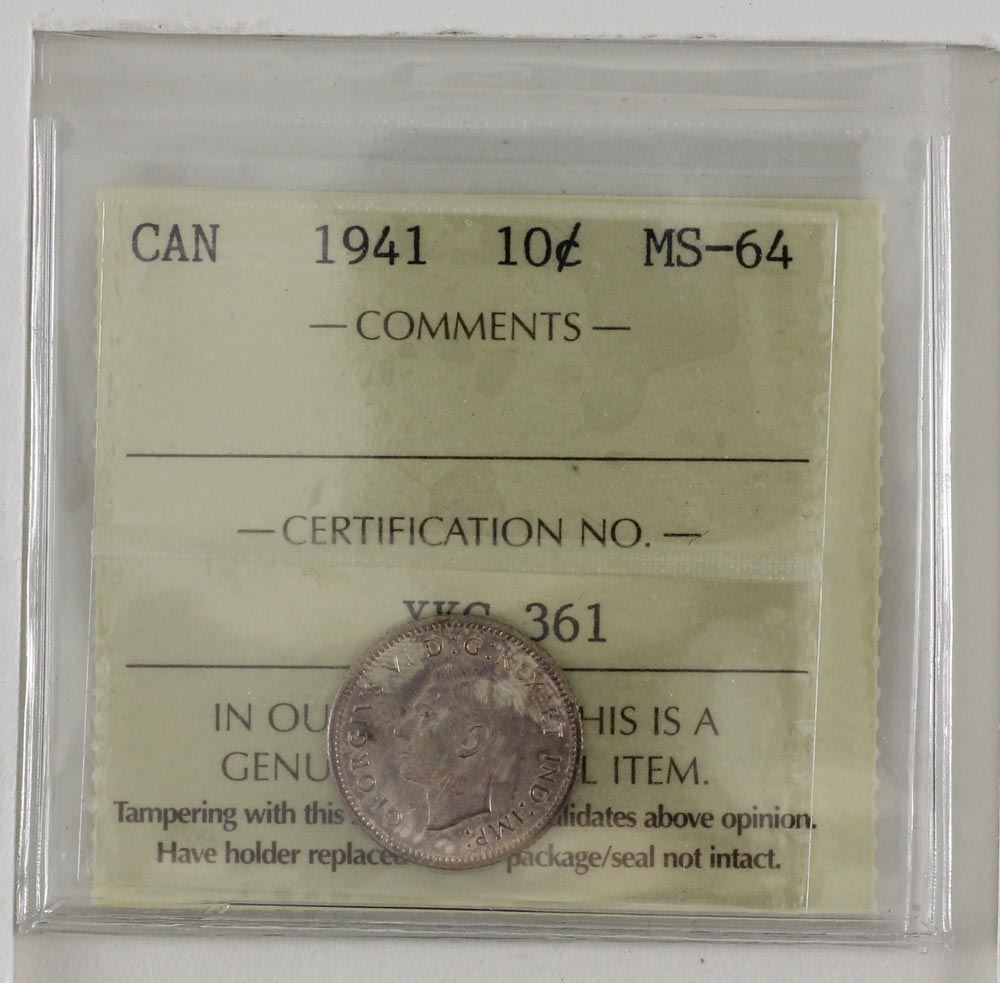 CAN 1941 10¢ MS-64
— COMMENTS —
— CERTIFICATION NO. —
361
IN OU HIS IS A
GENU L ITEM.
Tampering with this lidates above opinion.
Have holder replaced package/seal not intact.
GEORGIVS VI D:G:REX ET IND:IMP: